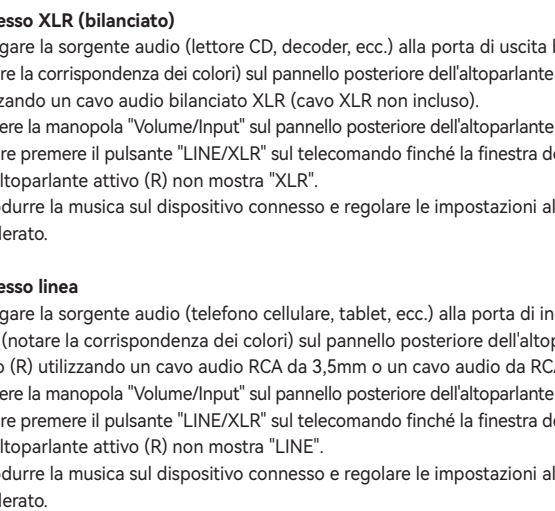 esso XLR (bilanciato)
gare la sorgente audio (lettore CD, decoder, ecc.) alla porta di uscita
re la corrispondenza dei colori) sul pannello posteriore dell'altoparlante
zando un cavo audio bilanciato XLR (cavo XLR non incluso).
ere la manopola "Volume/Input" sul pannello posteriore dell'altoparlante
re premere il pulsante "LINE/XLR" sul telecomando finché la finestra
ltoparlante attivo (R) non mostra "XLR".
durre la musica sul dispositivo connesso e regolare le impostazioni al
lerato.
esso linea
gare la sorgente audio (telefono cellulare, tablet, ecc.) alla porta di in
(notare la corrispondenza dei colori) sul pannello posteriore dell'altop
o (R) utilizzando un cavo audio RCA da 3,5mm o un cavo audio da RCA
ere la manopola "Volume/Input" sul pannello posteriore dell'altoparlante
re premere il pulsante "LINE/XLR" sul telecomando finché la finestra
ltoparlante attivo (R) non mostra "LINE".
durre la musica sul dispositivo connesso e regolare le impostazioni al
lerato.